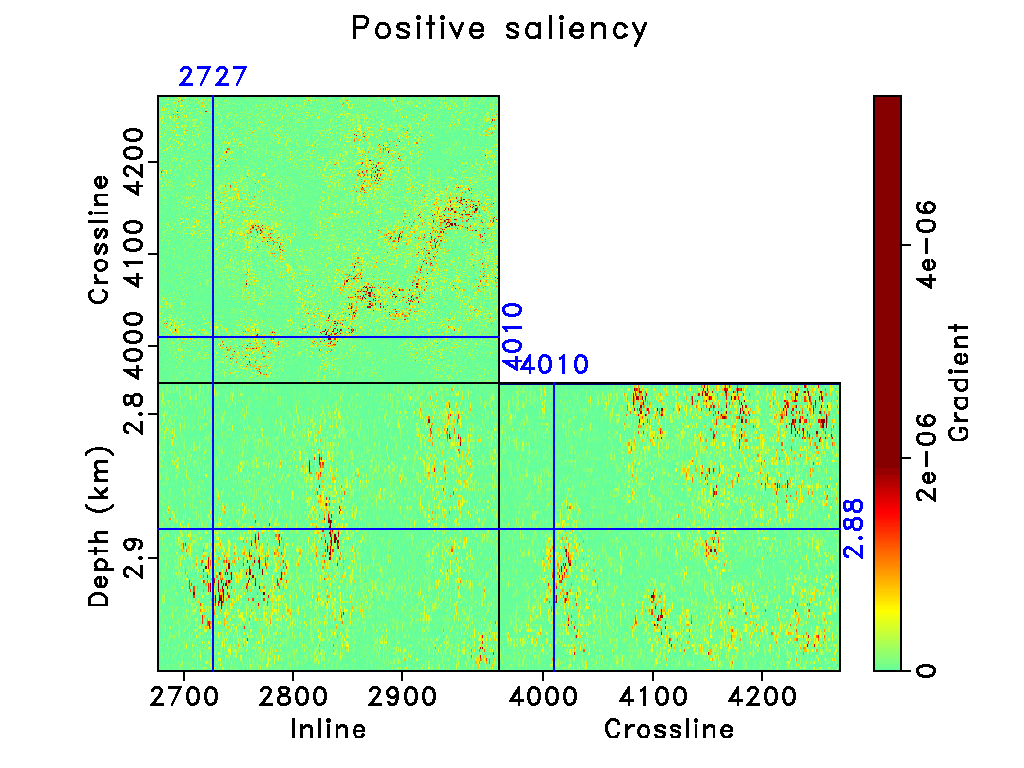 Positive saliency
2727
Crossline
4200
4100
4000
4010
4010
Depth (km)
2.8
2.9
2.88
2700 2800 2900
4000 4100 4200
Inline
Crossline
4e-06
2e-06
0
Gradient